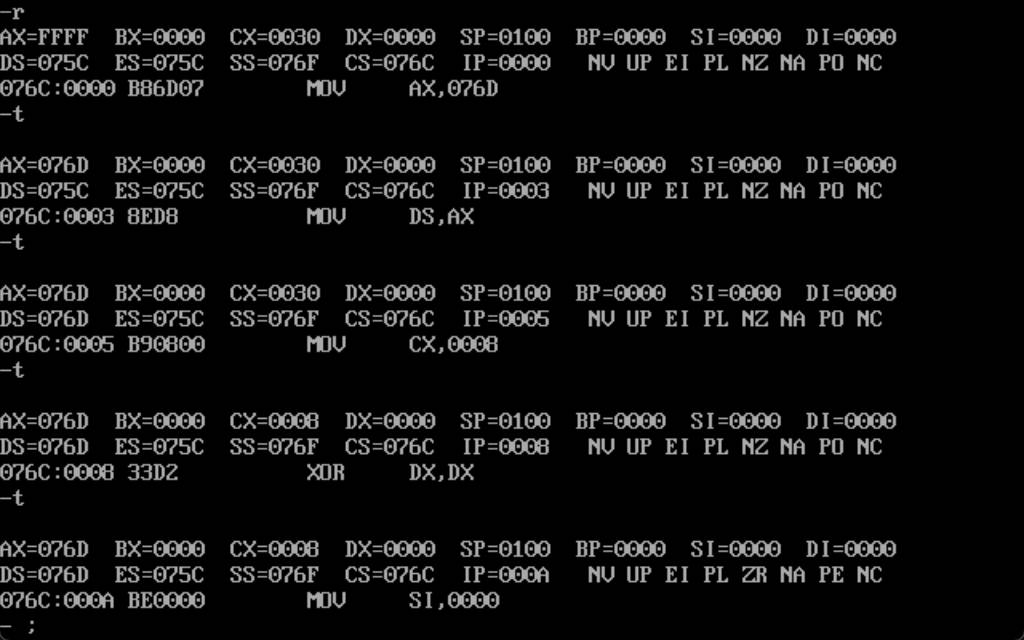 -r
AX=FFFF  BX=0000  CX=0030  DX=0000  SP=0100  BP=0000  SI=0000  DI=0000
DS=075C  ES=075C  SS=076F  CS=076C  IP=0000   NV UP EI PL NZ NA PO NC
076C:0000 B86D07        MOV     AX,076D
-t
AX=076D  BX=0000  CX=0030  DX=0000  SP=0100  BP=0000  SI=0000  DI=0000
DS=075C  ES=075C  SS=076F  CS=076C  IP=0003   NV UP EI PL NZ NA PO NC
076C:0003 8ED8          MOV     DS,AX
-t
AX=076D  BX=0000  CX=0030  DX=0000  SP=0100  BP=0000  SI=0000  DI=0000
DS=076D  ES=075C  SS=076F  CS=076C  IP=0005   NV UP EI PL NZ NA PO NC
076C:0005 B90800        MOV     CX,0008
-t
AX=076D  BX=0000  CX=0008  DX=0000  SP=0100  BP=0000  SI=0000  DI=0000
DS=076D  ES=075C  SS=076F  CS=076C  IP=0008   NV UP EI PL NZ NA PO NC
076C:0008 33D2          XOR     DX,DX
-t
AX=076D  BX=0000  CX=0008  DX=0000  SP=0100  BP=0000  SI=0000  DI=0000
DS=076D  ES=075C  SS=076F  CS=076C  IP=000A   NV UP EI PL ZR NA PE NC
076C:000A BE0000        MOV     SI,0000
- ;